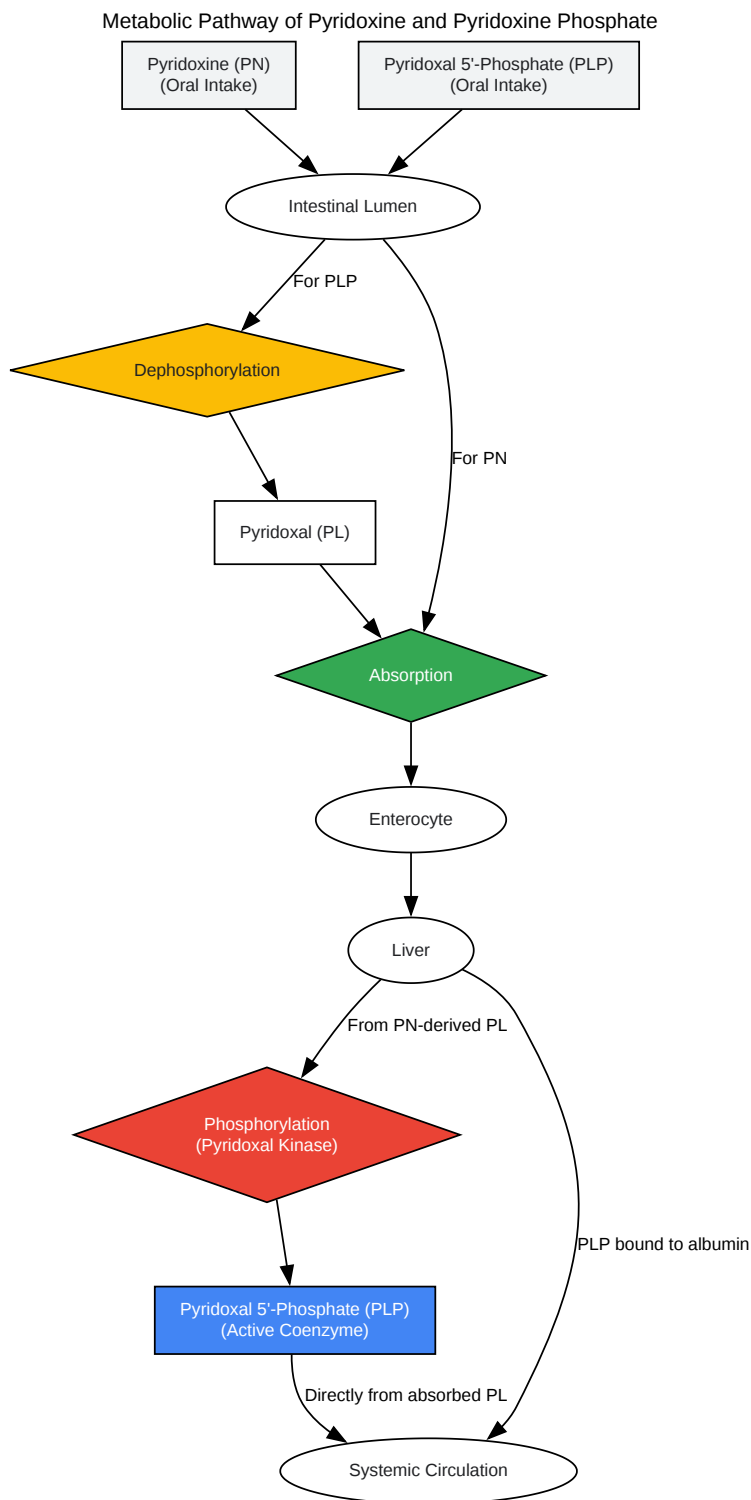 Metabolic Pathway of Pyridoxine and Pyridoxine Phosphate
Pyridoxine (PN)
(Oral Intake)
Pyridoxal 5'-Phosphate (PLP)
(Oral Intake)
Intestinal Lumen
For PLP
Dephosphorylation
For PN
Pyridoxal (PL)
Absorption
Enterocyte
Liver
From PN-derived PL
Phosphorylation
(Pyridoxal Kinase)
PLP bound to albumin
Pyridoxal 5'-Phosphate (PLP)
(Active Coenzyme)
Directly from absorbed PL
Systemic Circulation